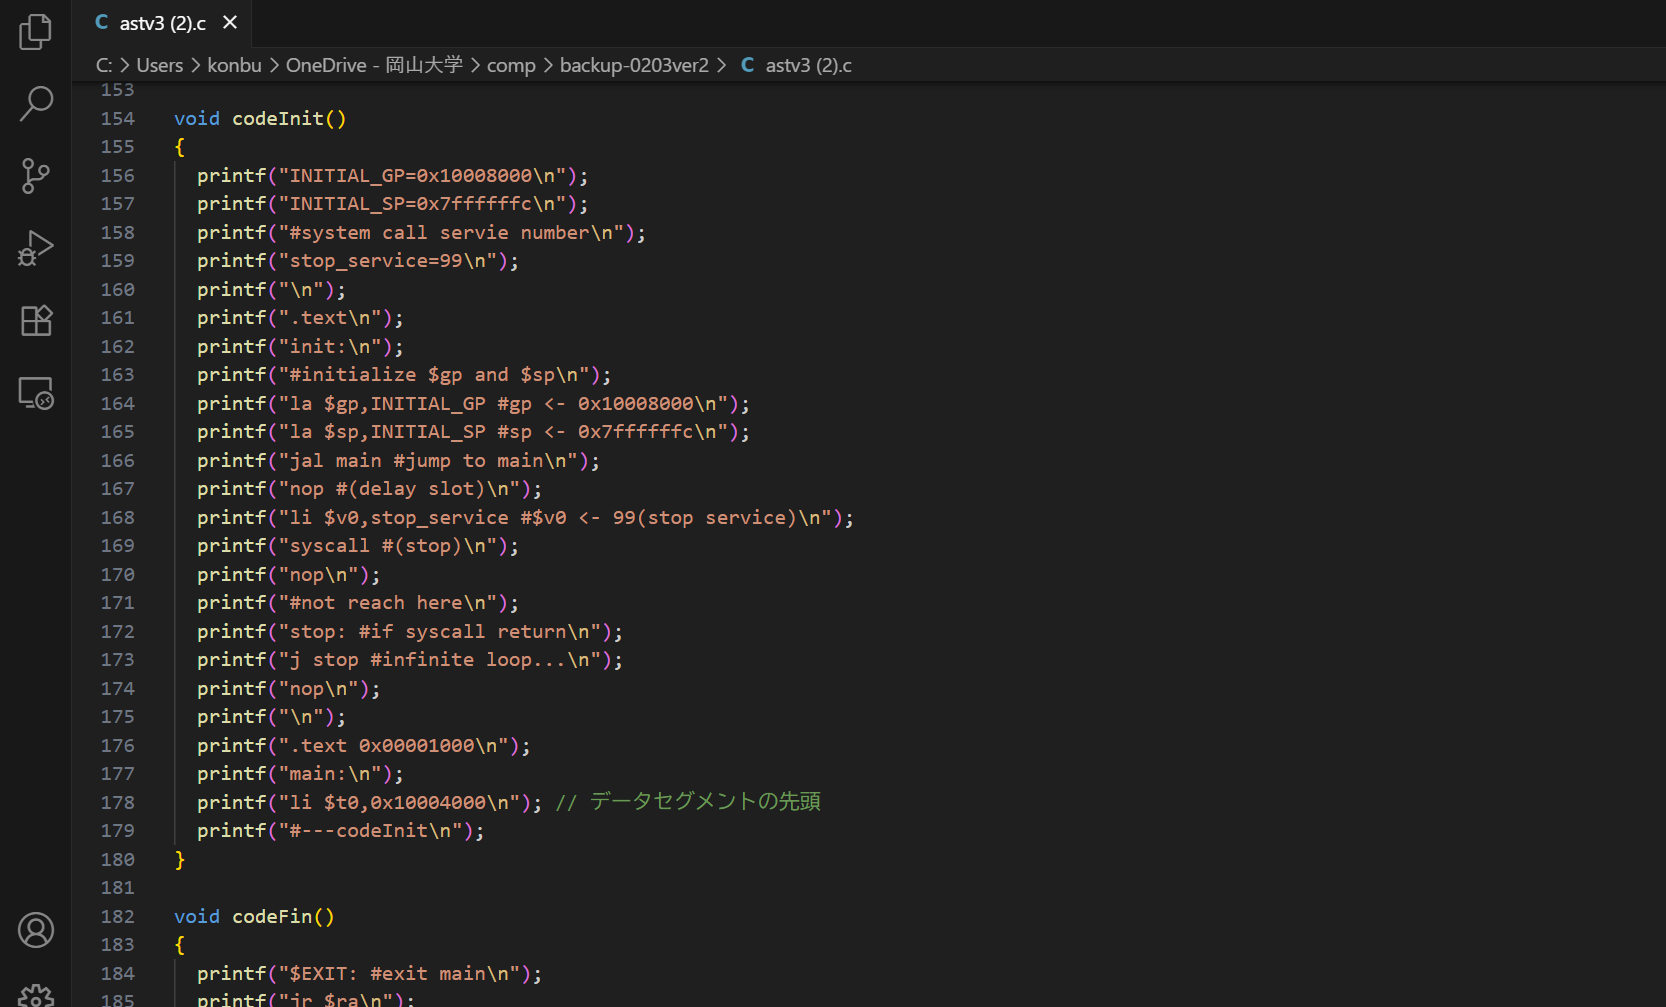 C astv3 (2).c ×
C: > Users > konbu > OneDrive - 岡山大学 > comp > backup-0203ver2 > C astv3 (2).c
153
154 void codeInit()
155 {
156 printf("INITIAL_GP=0x10008000\n");
157 printf("INITIAL_SP=0x7ffffffc\n");
158 printf("#system call servie number\n");
159 printf("stop_service=99\n");
160 printf("\n");
161 printf(".text\n");
162 printf("init:\n");
163 printf("#initialize $gp and $sp\n");
164 printf("la $gp,INITIAL_GP #gp <- 0x10008000\n");
165 printf("la $sp,INITIAL_SP #sp <- 0x7ffffffc\n");
166 printf("jal main #jump to main\n");
167 printf("nop #(delay slot)\n");
168 printf("li $v0,stop_service #$v0 <- 99(stop service)\n");
169 printf("syscall #(stop)\n");
170 printf("nop\n");
171 printf("#not reach here\n");
172 printf("stop: #if syscall return\n");
173 printf("j stop #infinite loop...\n");
174 printf("nop\n");
175 printf("\n");
176 printf(".text 0x00001000\n");
177 printf("main:\n");
178 printf("li $t0,0x10004000\n"); // データセグメントの先頭
179 printf("#---codeInit\n");
180 }
181
182 void codeFin()
183 {
184 printf("$EXIT: #exit main\n");
185 printf("jr $ra\n");